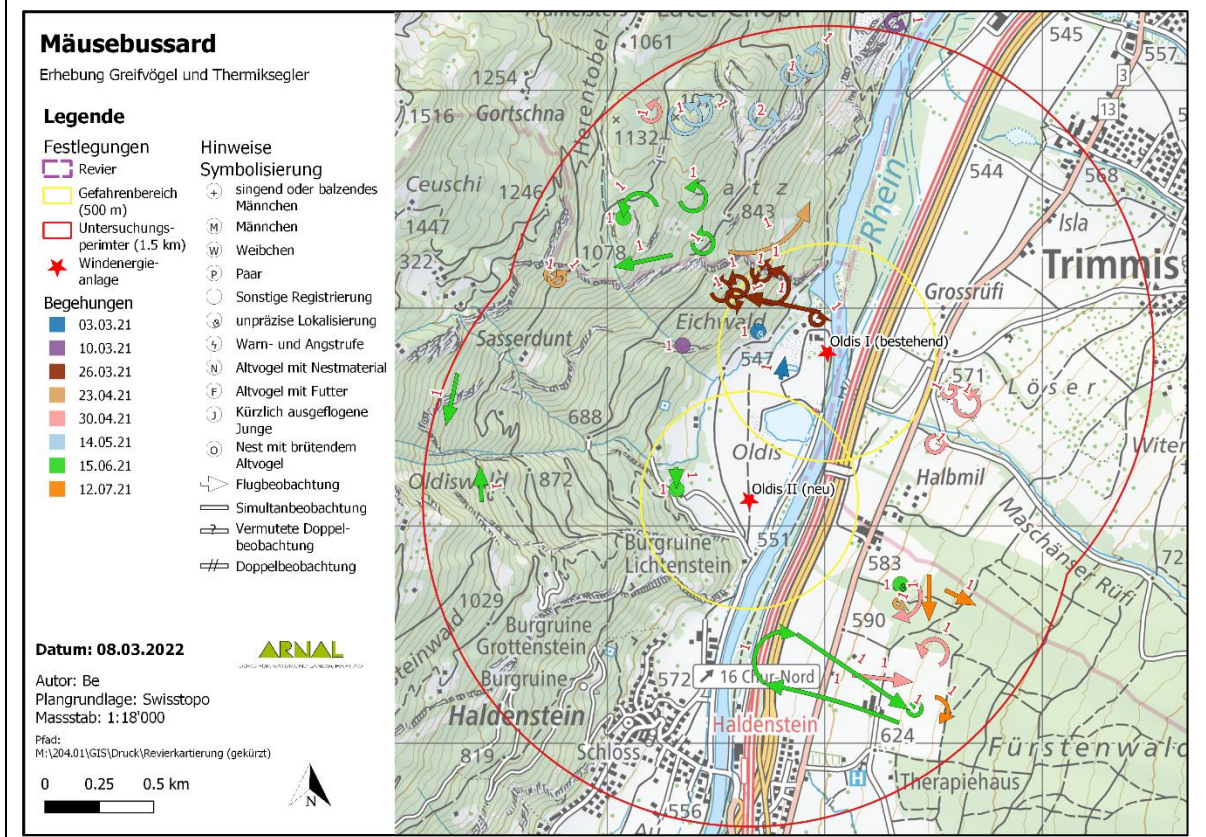 Mäusebussard
Erhebung Greifvögel und Thermiksegler
Legende
Festlegungen
Revier
Gefahrenbereich
(500 m)
Untersuchungs-
perimter (1.5 km)
Windenergie-
anlage
Begehungen
03.03.21
10.03.21
26.03.21
23.04.21
30.04.21
14.05.21
15.06.21
12.07.21
Hinweise
Symbolisierung
+ singend oder balzendes
Männchen
M Männchen
W Weibchen
P Paar
Sonstige Registrierung
unpräzise Lokalisierung
Warn- und Angstrufe
N Altvogel mit Nestmaterial
F Altvogel mit Futter
J Kürzlich ausgeflogene
Junge
O Nest mit brütendem
Altvogel
Flugbeobachtung
Simultanbeobachtung
? Vermutete Doppel-
beobachtung
Doppelbeobachtung
Datum: 08.03.2022
ARNAL
Autor: Be
Plangrundlage: Swisstopo
Massstab: 1:18'000
Pfad:
M:\204.01\GIS\Druck\Revierkartierung (gekürzt)
0 0.25 0.5 km
N
1061
545
557
1254
3
1516
Gortschna
Herentobel
13
1132
Rhein
544
568
Ceuschi
1246
Satz
Isla
1447
843
322
1078
Trimmis
Grossrüfi
Eichwald
Sasserdunt
Oldis I (bestehend)
547
571
Löser
688
Oldis
Halbmil
Oldiswald
872
Oldis II (neu)
551
Maschänser Rüfi
Burgruine
Lichtenstein
583
1029
590
Burgruine
Grottenstein
572
16 Chur-Nord
Burgruine
Haldenstein
Haldenstein
624
Fürstenwald
819
Schloss
H
Therapiehaus
556